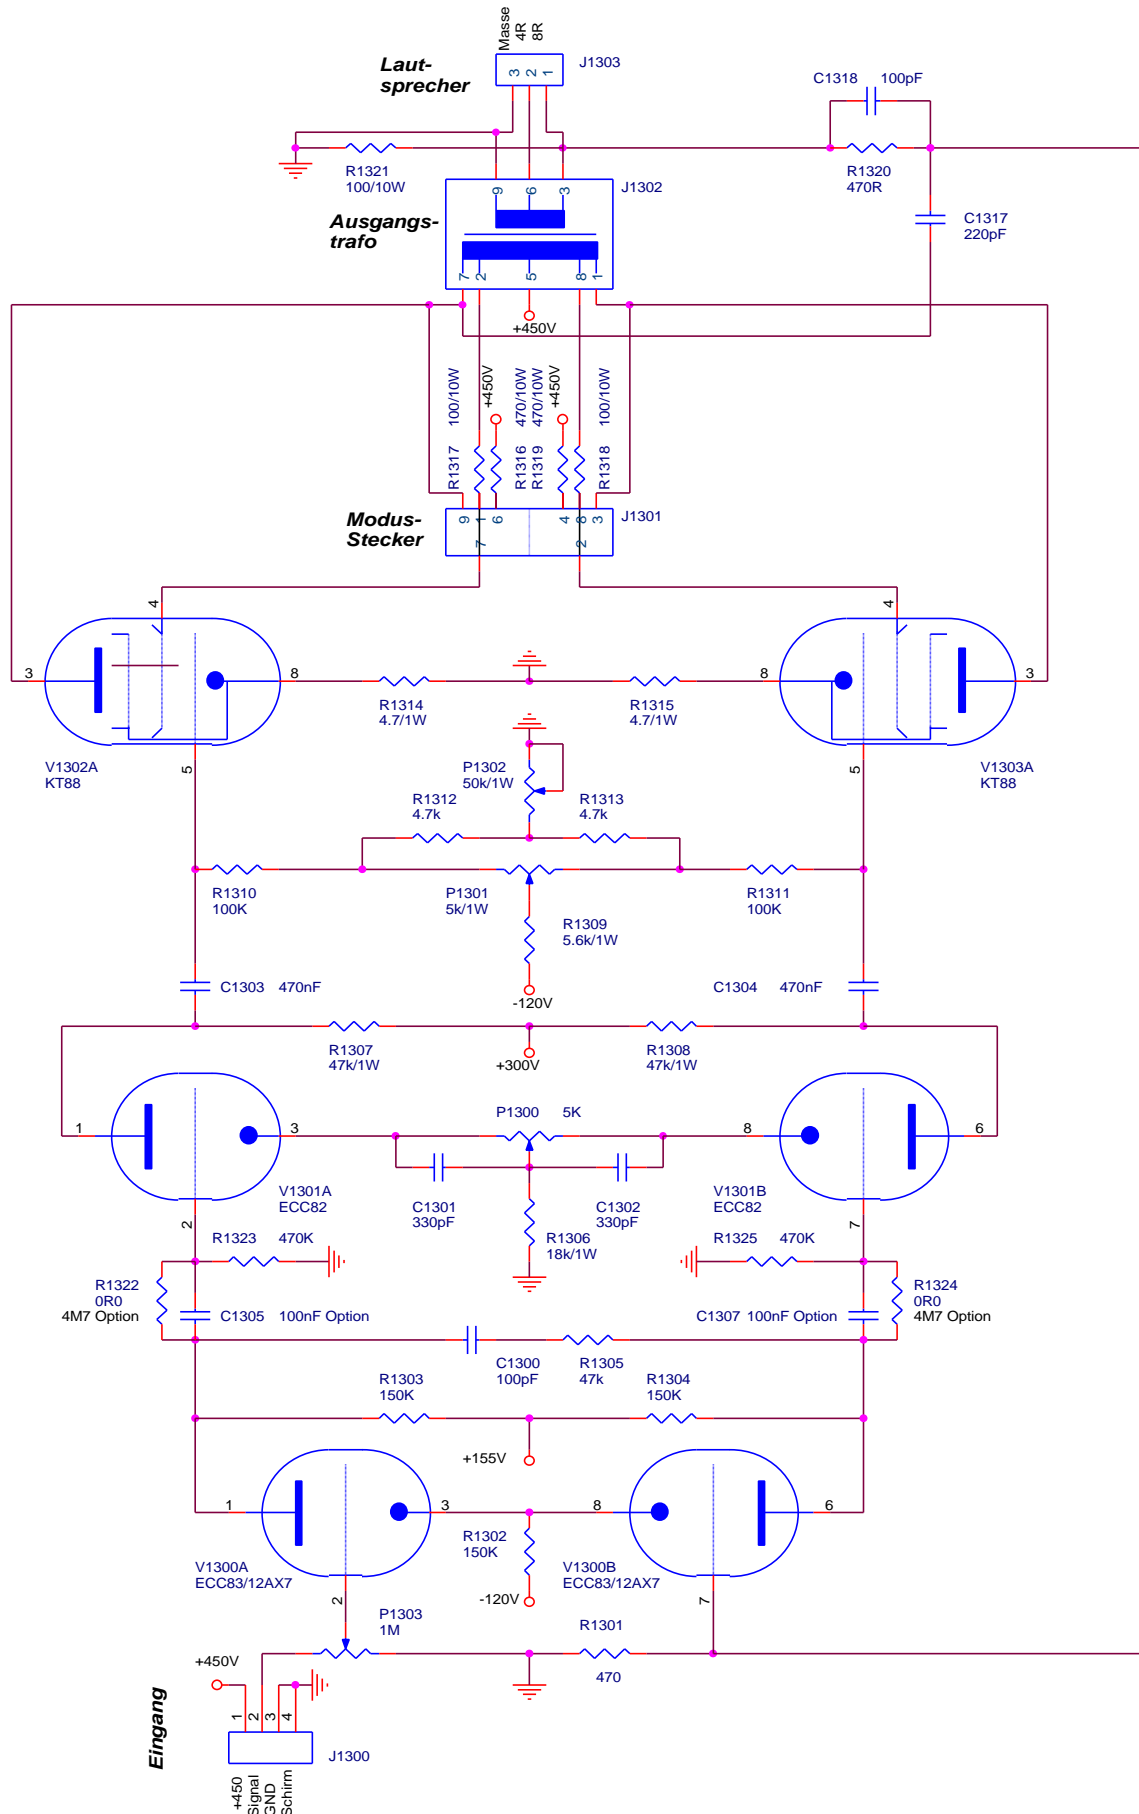 Masse
4R
8R
Laut-
sprecher
3 2 1
J1303
C1318 100pF
R1321
100/10W
R1320
470R
9 6 3
J1302
C1317
220pF
Ausgangs-
trafo
7 2 5 8 1
+450V
R1317 100/10W
+450V
R1316 470/10W
R1319 470/10W
+450V
R1318 100/10W
9 1 6 4 8 3
7 2
J1301
Modus-
Stecker
4
4
3
8
8
3
R1314
4.7/1W
R1315
4.7/1W
V1302A
KT88
5
P1302
50k/1W
5
V1303A
KT88
R1312
4.7k
R1313
4.7k
R1310
100K
P1301
5k/1W
R1311
100K
R1309
5.6k/1W
C1303 470nF
-120V
C1304 470nF
R1307
47k/1W
+300V
R1308
47k/1W
1
3
P1300 5K
8
6
V1301A
ECC82
C1301
330pF
C1302
330pF
V1301B
ECC82
2
R1323 470K
R1306
18k/1W
R1325 470K
7
R1322
0R0
4M7 Option
C1305 100nF Option
C1307 100nF Option
R1324
0R0
4M7 Option
C1300
100pF
R1305
47k
R1303
150K
R1304
150K
+155V
1
3
8
6
R1302
150K
V1300A
ECC83/12AX7
V1300B
ECC83/12AX7
2
-120V
7
P1303
1M
R1301
470
+450V
Eingang
1 2 3 4
J1300
+450
Signal
GND
Schirm